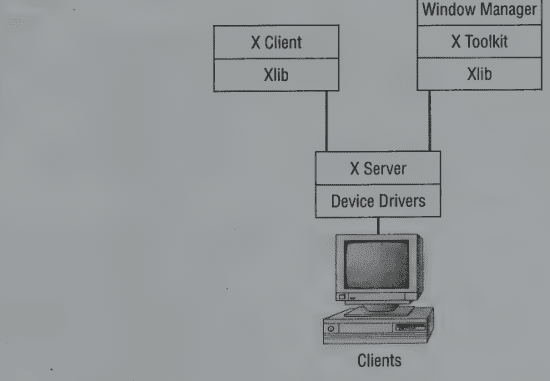 Window Manager
X Client
X Toolkit
Xlib
Xlib
X Server
Device Drivers
Clients